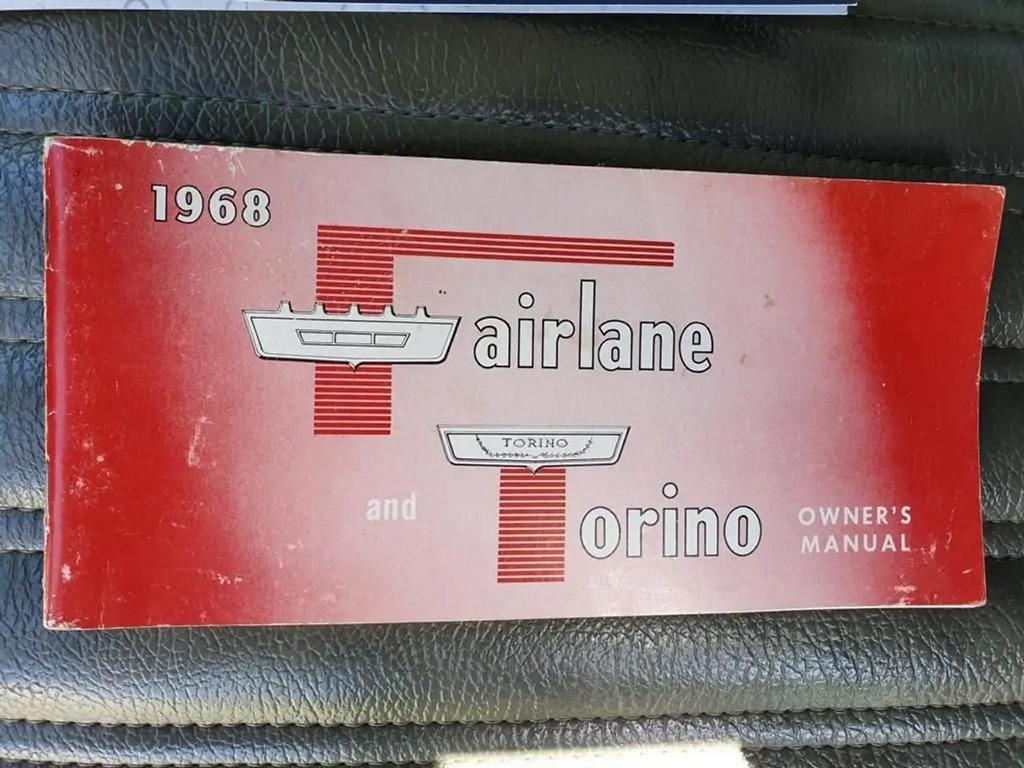 1968
Fairlane
TORINO
and
Torino
OWNER'S
MANUAL